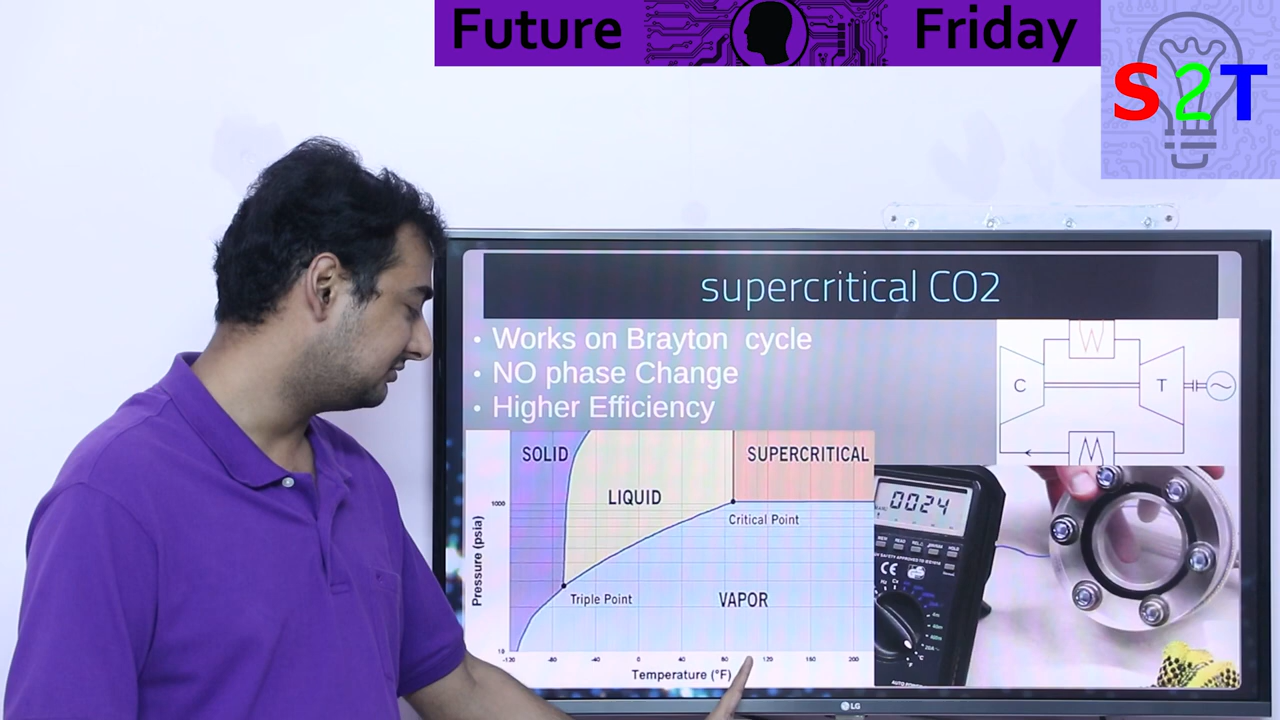 Future Friday
S2T
supercritical CO2
• Works on Brayton cycle
• NO phase Change
• Higher Efficiency
C
T
SOLID
LIQUID
SUPERCRITICAL
1000
Critical Point
Triple Point
VAPOR
Pressure (psia)
10
-120 -80 -40 0 40 80 120 160 200
Temperature (°F)
0024
CE
LG